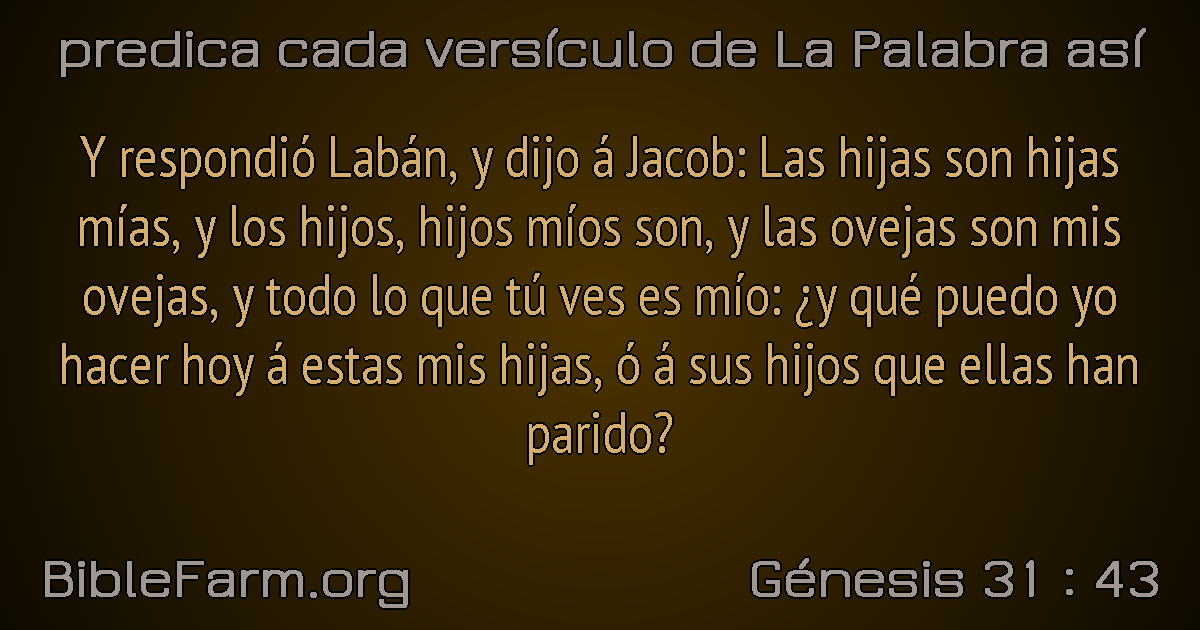 predica cada versículo de La Palabra así
Y respondió Labán, y dijo á Jacob: Las hijas son hijas
mías, y los hijos, hijos míos son, y las ovejas son mis
ovejas, y todo lo que tú ves es mío: ¿y qué puedo yo
hacer hoy á estas mis hijas, ó á sus hijos que ellas han
parido?
BibleFarm.org
Génesis 31 : 43